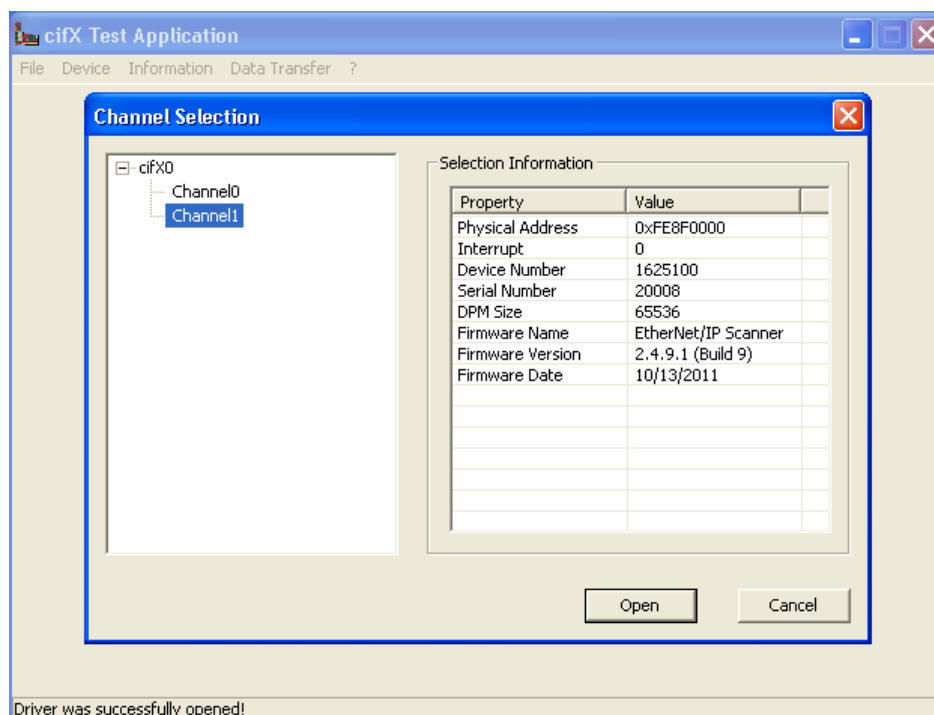 cifX Test Application
File Device Information Data Transfer ?
Channel Selection
cifX0
Channel0
Channel1
Selection Information
Property Value
Physical Address 0xFE8F0000
Interrupt 0
Device Number 1625100
Serial Number 20008
DPM Size 65536
Firmware Name EtherNet/IP Scanner
Firmware Version 2.4.9.1 (Build 9)
Firmware Date 10/13/2011
Open Cancel
Driver was successfully opened!